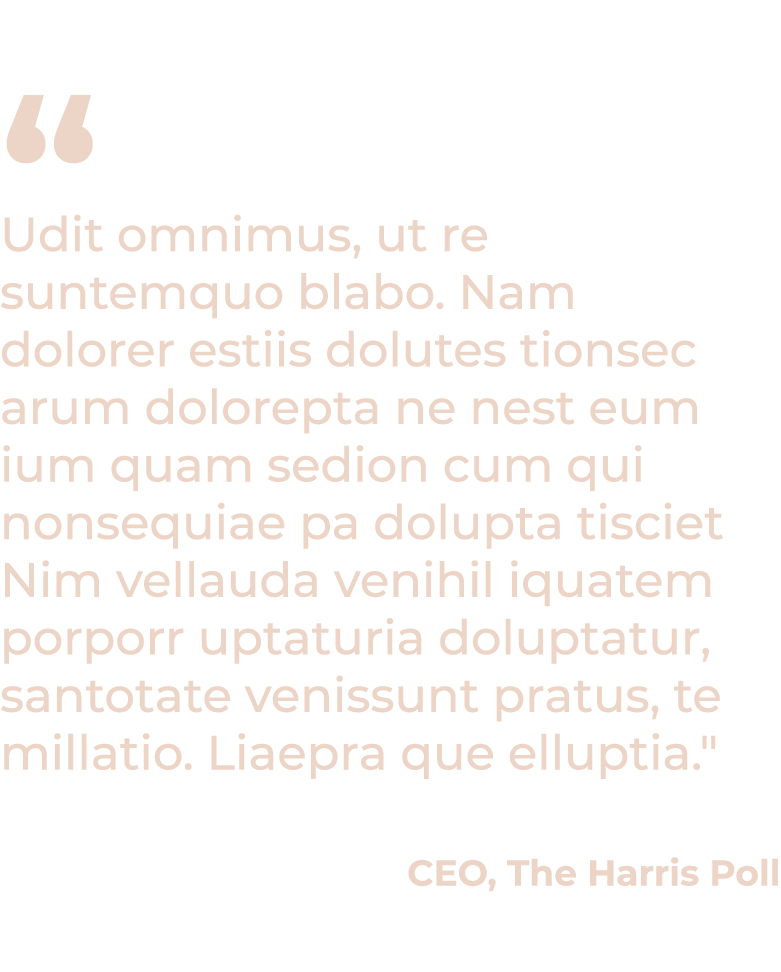 “
Udit omnimus, ut re
suntemquo blabo. Nam
dolorer estiis dolutes tionsec
arum dolorepta ne nest eum
ium quam sedion cum qui
nonsequiae pa dolupta tisciet
Nim vellauda venihil iquatem
porporr uptaturia doluptatur,
santotate venissunt pratus, te
millatio. Liaepra que elluptia."
CEO, The Harris Poll